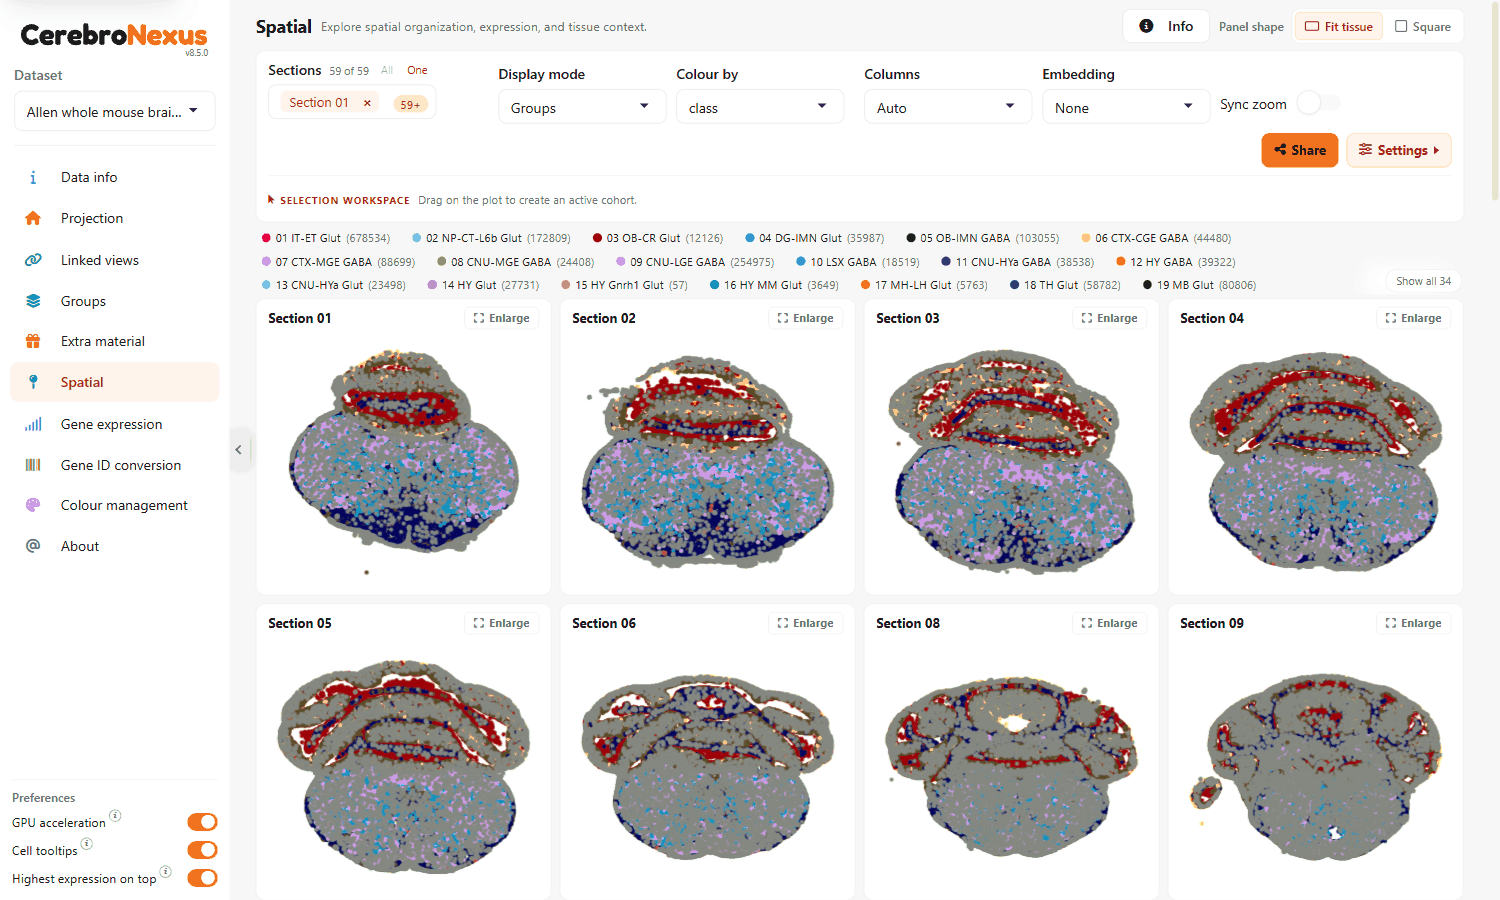 CerebroNexus
v8.5.0
Dataset
Allen whole mouse brai...
Data info
Projection
Linked views
Groups
Extra material
Spatial
Gene expression
Gene ID conversion
Colour management
About
Preferences
GPU acceleration
Cell tooltips
Highest expression on top
Spatial Explore spatial organization, expression, and tissue context.
Info Panel shape Fit tissue Square
Sections 59 of 59 All One
Section 01 × 59+
Display mode
Groups
Colour by
class
Columns
Auto
Embedding
None
Sync zoom
Share Settings
SELECTION WORKSPACE Drag on the plot to create an active cohort.
01 IT-ET Glut (678534) 02 NP-CT-L6b Glut (172809) 03 OB-CR Glut (12126) 04 DG-IMN Glut (35987) 05 OB-IMN GABA (103055) 06 CTX-CGE GABA (44480)
07 CTX-MGE GABA (88699) 08 CNU-MGE GABA (24408) 09 CNU-LGE GABA (254975) 10 LSX GABA (18519) 11 CNU-HYa GABA (38538) 12 HY GABA (39322)
13 CNU-HYa Glut (23498) 14 HY Glut (27731) 15 HY Gnrh1 Glut (57) 16 HY MM Glut (3649) 17 MH-LH Glut (5763) 18 TH Glut (58782) 19 MB Glut (80806)
Show all 34
Section 01 Enlarge
Section 02 Enlarge
Section 03 Enlarge
Section 04 Enlarge
Section 05 Enlarge
Section 06 Enlarge
Section 08 Enlarge
Section 09 Enlarge